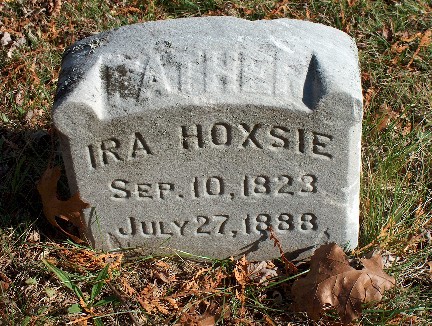 FATHER
IRA HOXSIE
SEP. 10, 1823
JULY 27, 1888.